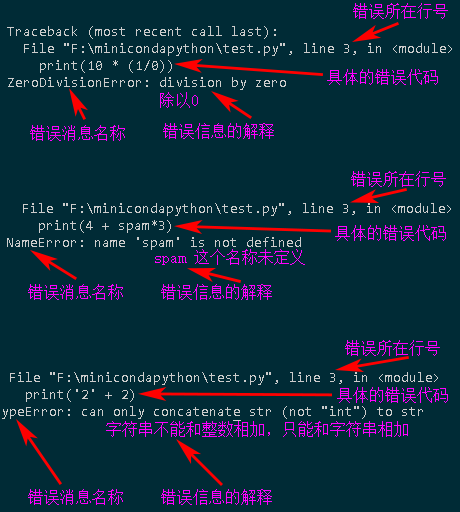 错误所在行号
Traceback (most recent call last):
File "F:\minicondapython\test.py", line 3, in <module>
print(10 * (1/0))
具体的错误代码
ZeroDivisionError: division by zero
除以0
错误消息名称
错误信息的解释
错误所在行号
File "F:\minicondapython\test.py", line 3, in <module>
print(4 + spam*3)
具体的错误代码
NameError: name 'spam' is not defined
spam 这个名称未定义
错误消息名称
错误信息的解释
错误所在行号
File "F:\minicondapython\test.py", line 3, in <module>
print('2' + 2)
具体的错误代码
ypeError: can only concatenate str (not "int") to str
字符串不能和整数相加，只能和字符串相加
错误消息名称
错误信息的解释